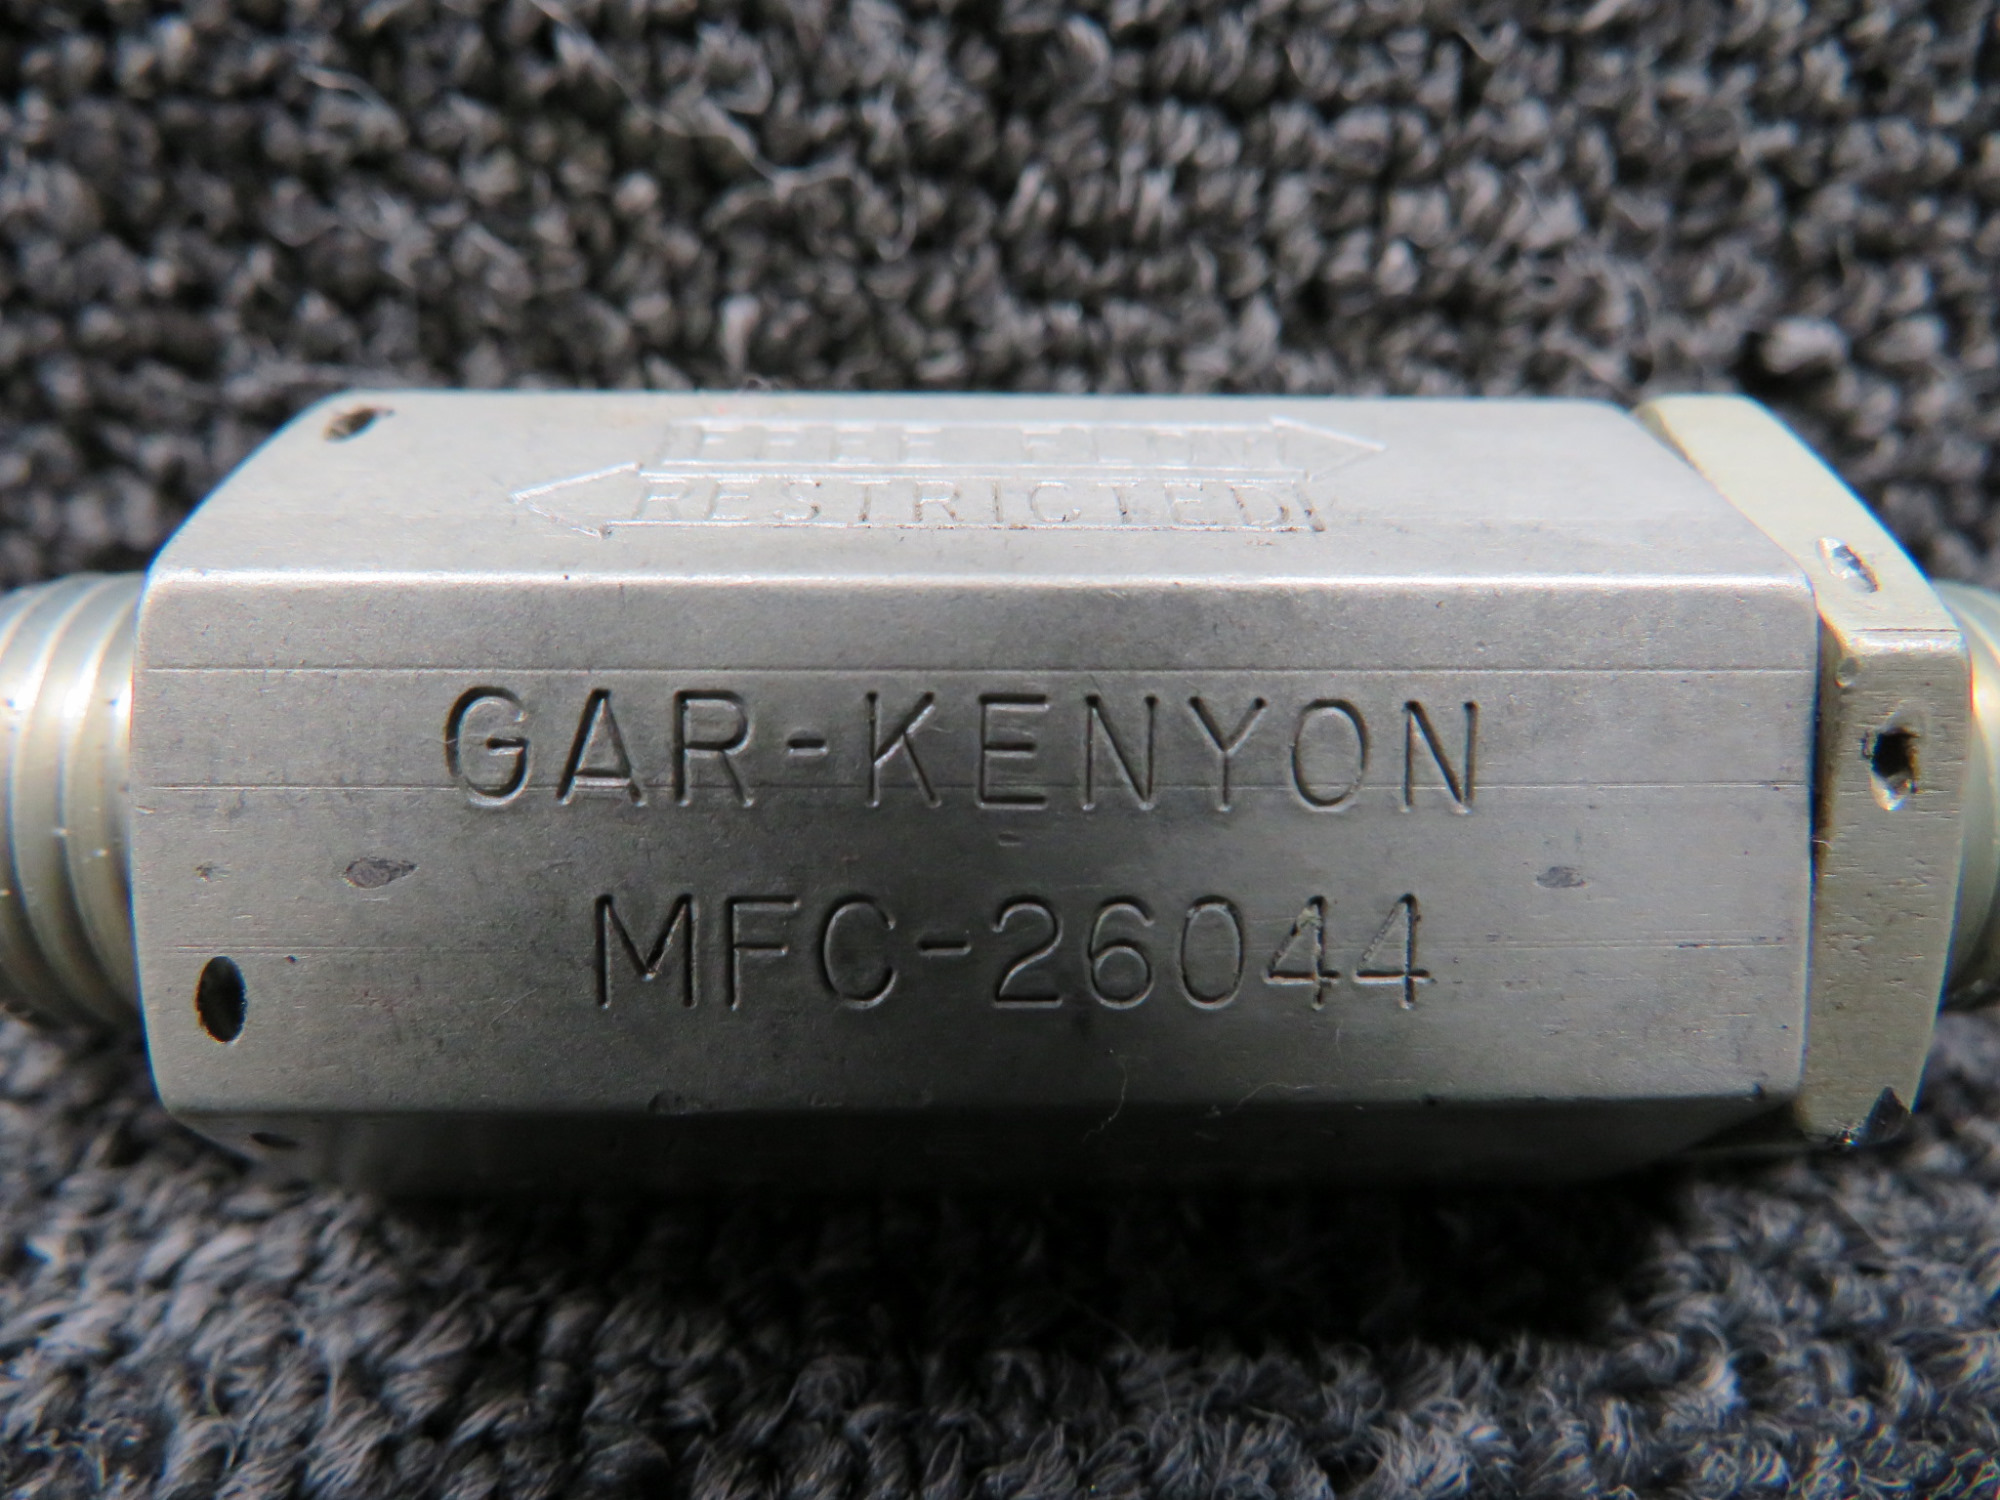 FREE FLOW
RESTRICTED
GAR-KENYON
MFC-26044